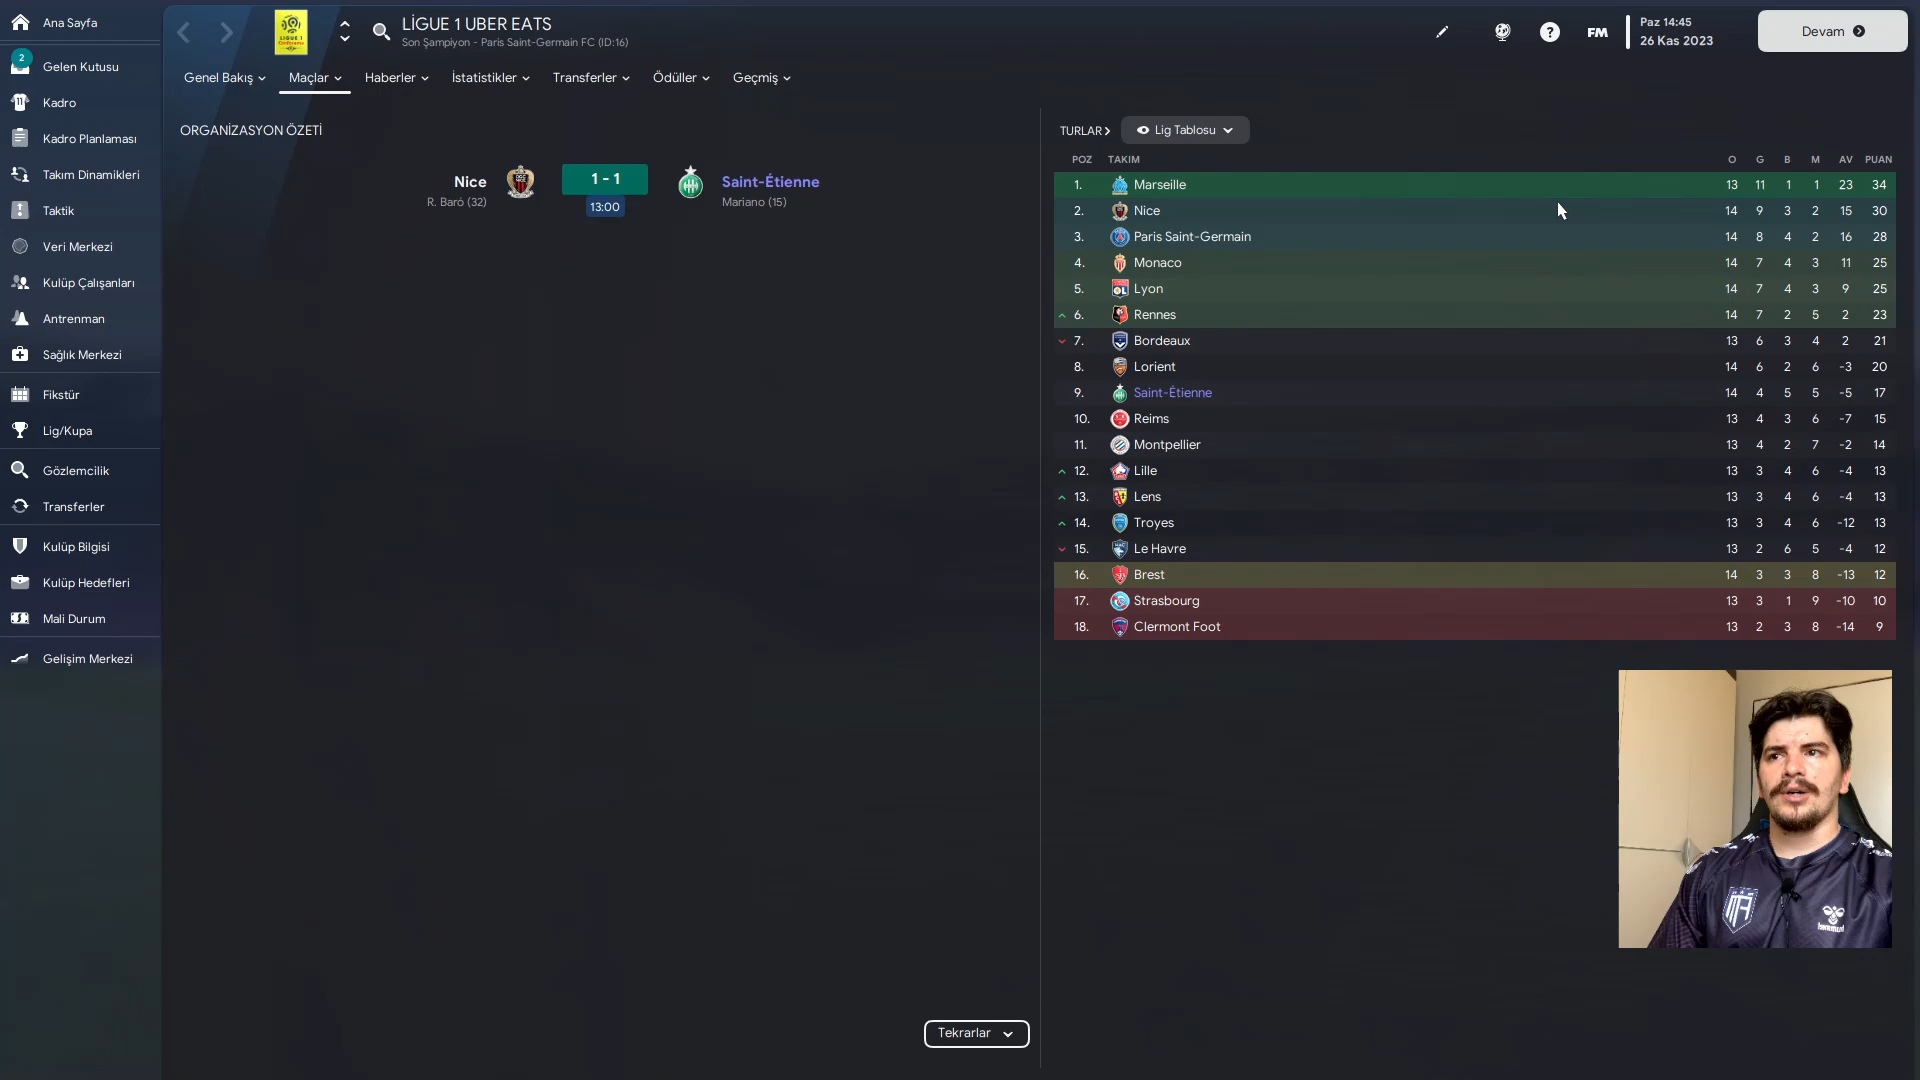 Ana Sayfa
2
Gelen Kutusu
Kadro
Kadro Planlaması
Takım Dinamikleri
Taktik
Veri Merkezi
Kulüp Çalışanları
Antrenman
Sağlık Merkezi
Fikstür
Lig/Kupa
Gözlemcilik
Transferler
Kulüp Bilgisi
Kulüp Hedefleri
Mali Durum
Gelişim Merkezi
LİGUE 1 UBER EATS
Son Şampiyon - Paris Saint-Germain FC (ID:16)
FM
Paz 14:45
26 Kas 2023
Devam
Genel Bakış Maçlar Haberler İstatistikler Transferler Ödüller Geçmiş
ORGANİZASYON ÖZETİ
Nice 1 - 1 Saint-Étienne
R. Baró (32) 13:00 Mariano (15)
Tekrarlar
TURLAR Lig Tablosu
POZ TAKIM O G B M AV PUAN
1. Marseille 13 11 1 1 23 34
2. Nice 14 9 3 2 15 30
3. Paris Saint-Germain 14 8 4 2 16 28
4. Monaco 14 7 4 3 11 25
5. Lyon 14 7 4 3 9 25
6. Rennes 14 7 2 5 2 23
7. Bordeaux 13 6 3 4 2 21
8. Lorient 14 6 2 6 -3 20
9. Saint-Étienne 14 4 5 5 -5 17
10. Reims 13 4 3 6 -7 15
11. Montpellier 13 4 2 7 -2 14
12. Lille 13 3 4 6 -4 13
13. Lens 13 3 4 6 -4 13
14. Troyes 13 3 4 6 -12 13
15. Le Havre 13 2 6 5 -4 12
16. Brest 14 3 3 8 -13 12
17. Strasbourg 13 3 1 9 -10 10
18. Clermont Foot 13 2 3 8 -14 9
hummel